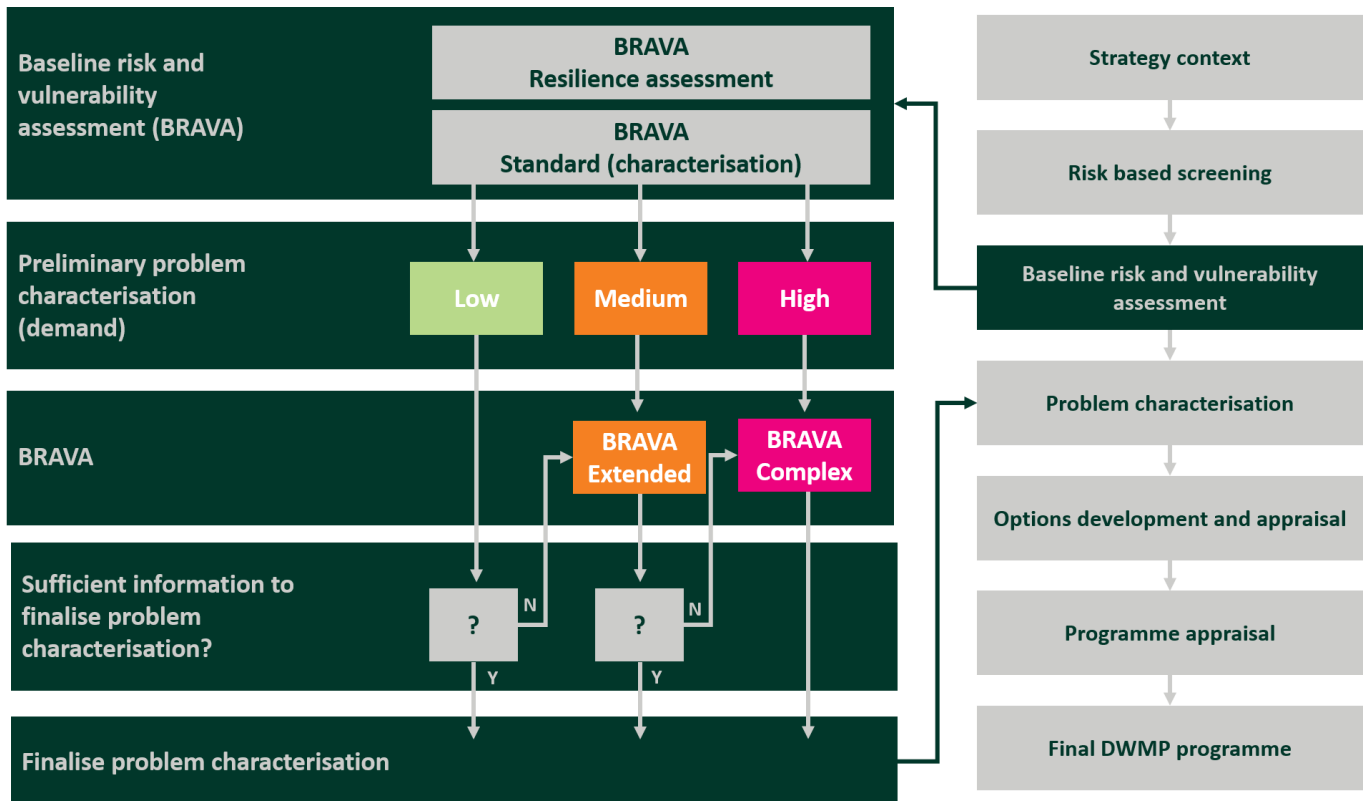 Baseline risk and
vulnerability
assessment (BRAVA)
BRAVA
Resilience assessment
BRAVA
Standard (characterisation)
Preliminary problem
characterisation
(demand)
Low
Medium
High
BRAVA
BRAVA
Extended
BRAVA
Complex
Sufficient information to
finalise problem
characterisation?
?
N
Y
?
N
Y
Finalise problem characterisation
Strategy context
Risk based screening
Baseline risk and vulnerability
assessment
Problem characterisation
Options development and appraisal
Programme appraisal
Final DWMP programme